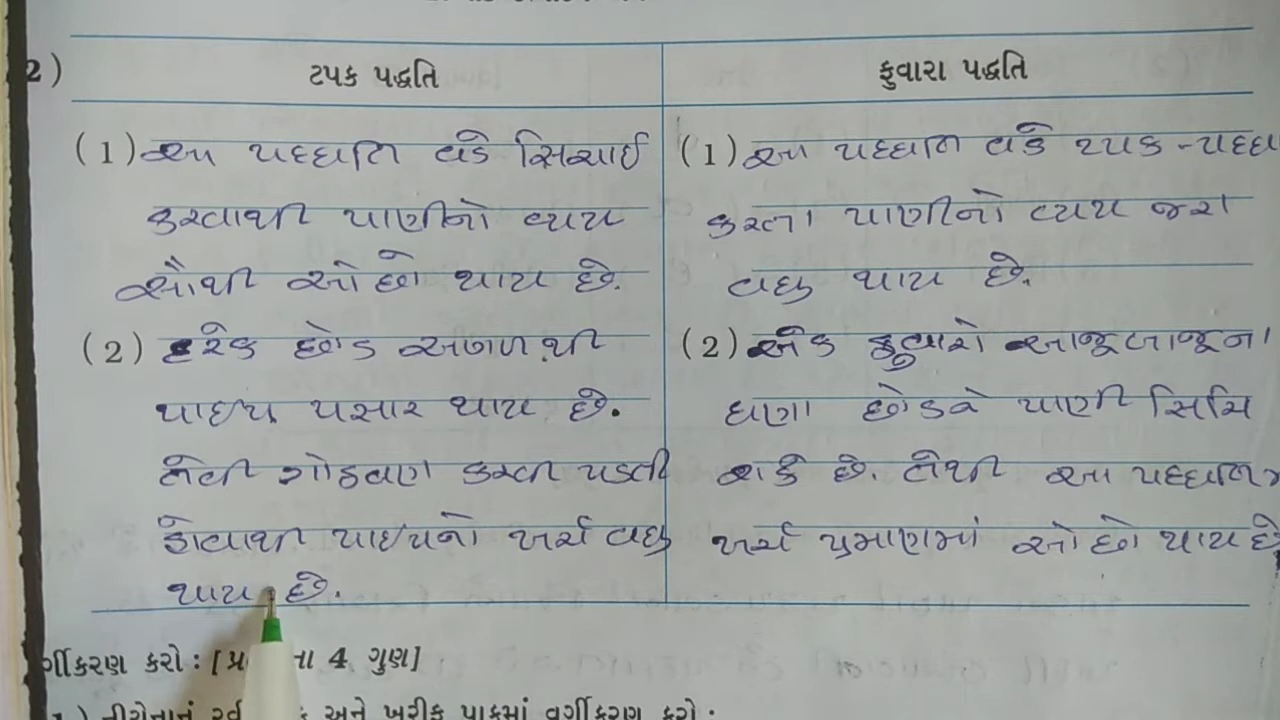 2)
ટપક પદ્ધતિ
ફુવારા પદ્ધતિ
(1) આ પદ્ધતિ વડે સિંચાઈ
કરવાથી પાણીનો વ્યય
સૌથી ઓછો થાય છે.
(2) દરેક છોડ આગળથી
પાઇપ પસાર થાય છે.
તેવી ગોઠવણ કરવી પડતી
હોવાથી પાઇપનો ખર્ચ વધુ
થાય છે.
(1) આ પદ્ધતિ વડે ટપક-પદ્ધ
કરતા પાણીનો વ્યય જરા
વધુ થાય છે.
(2) એક ફુવારો આજૂબાજૂના
ઘણા છોડને પાણી સિંચિ
શકે છે. તેથી આ પદ્ધતિ
ખર્ચ પ્રમાણમાં ઓછો થાય છે
ર્ગીકરણ કરો : [પ્ર ના 4 ગુણ]
નીચેનાનું અને ખરીફ પાકમાં વર્ગીકરણ કરો :